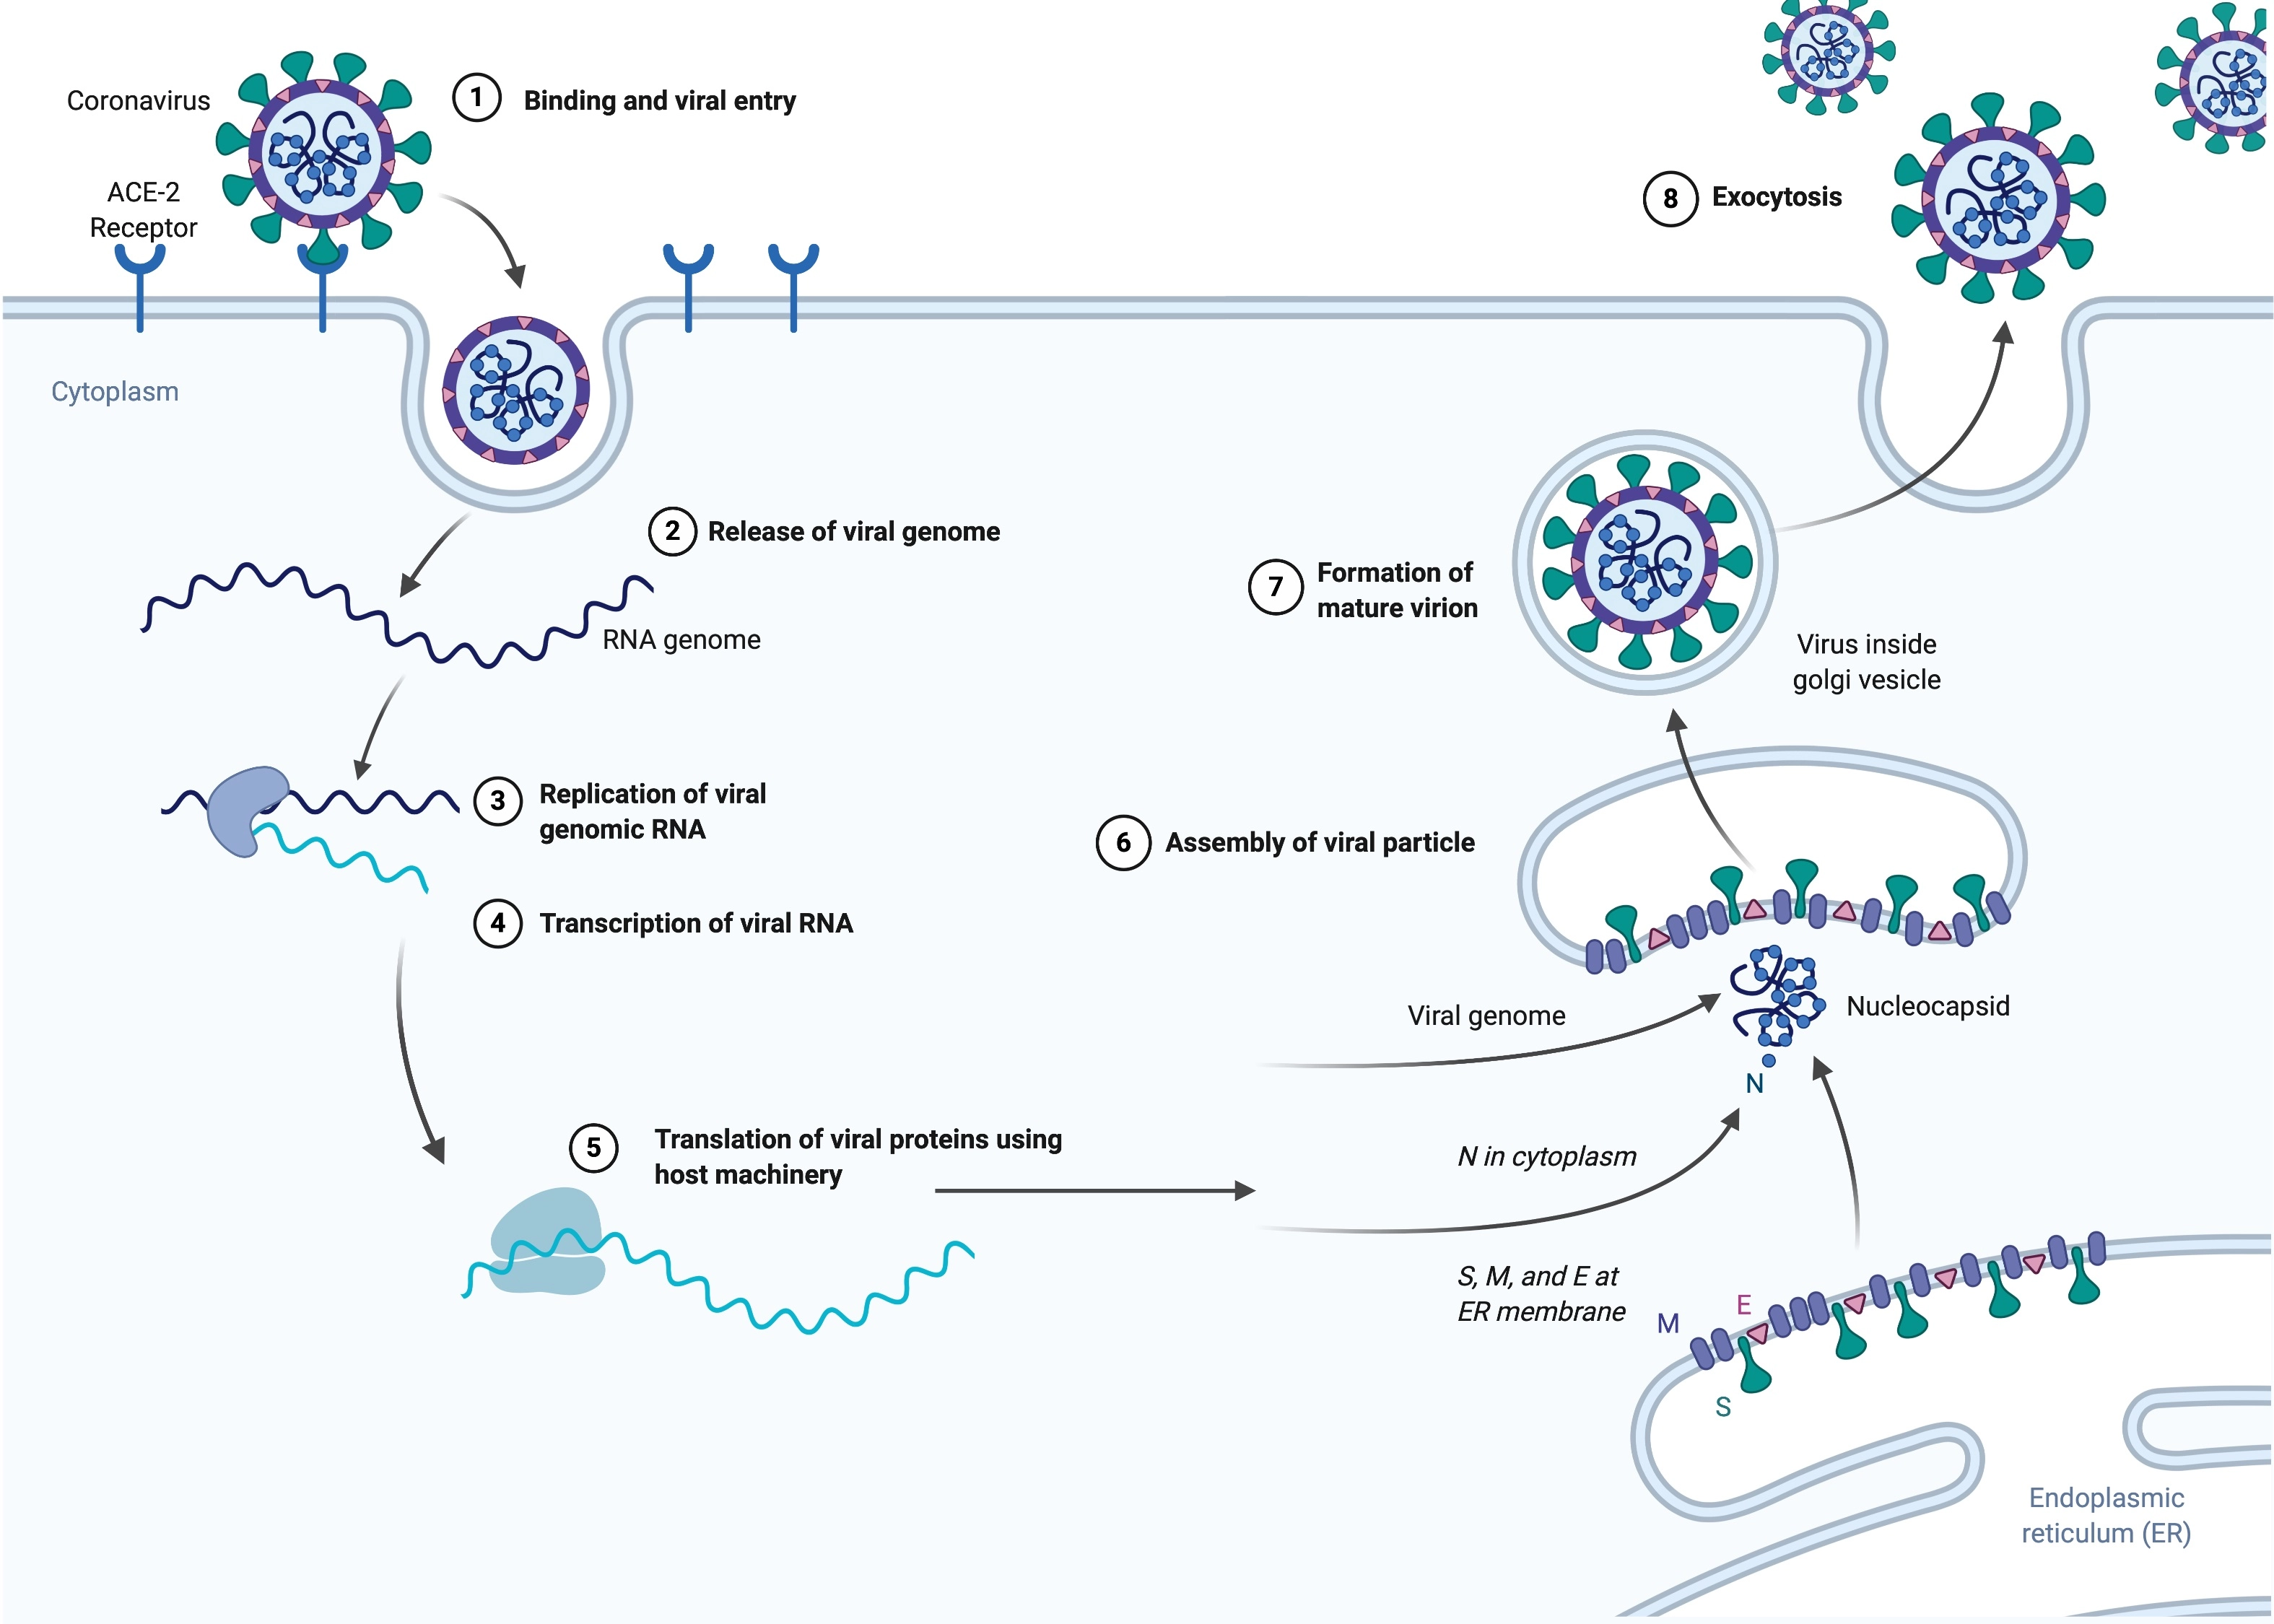 Coronavirus
1
Binding and viral entry
ACE-2
Receptor
Cytoplasm
2
Release of viral genome
RNA genome
3
Replication of viral
genomic RNA
4
Transcription of viral RNA
5
Translation of viral proteins using
host machinery
6
Assembly of viral particle
Viral genome
Nucleocapsid
N
N in cytoplasm
S, M, and E at
ER membrane
M
E
S
Endoplasmic
reticulum (ER)
7
Formation of
mature virion
Virus inside
golgi vesicle
8
Exocytosis